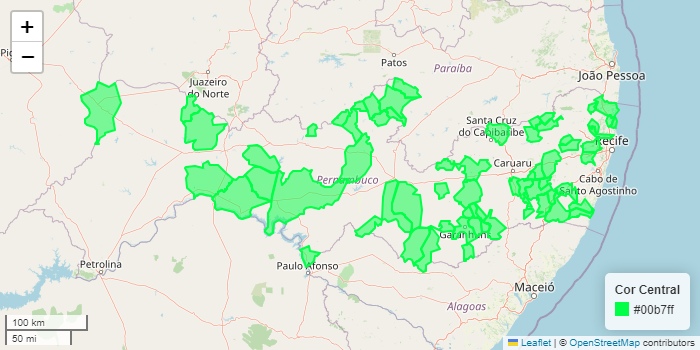 +
−
Patos
Paraíba
João Pessoa
Juazeiro
do Norte
Santa Cruz
do Capibaribe
Recife
Caruaru
Pernambuco
Cabo de
Santo Agostinho
Garanhuns
Petrolina
Paulo Afonso
Maceió
Alagoas
Cor Central
#00b7ff
100 km
50 mi
Leaflet | © OpenStreetMap contributors